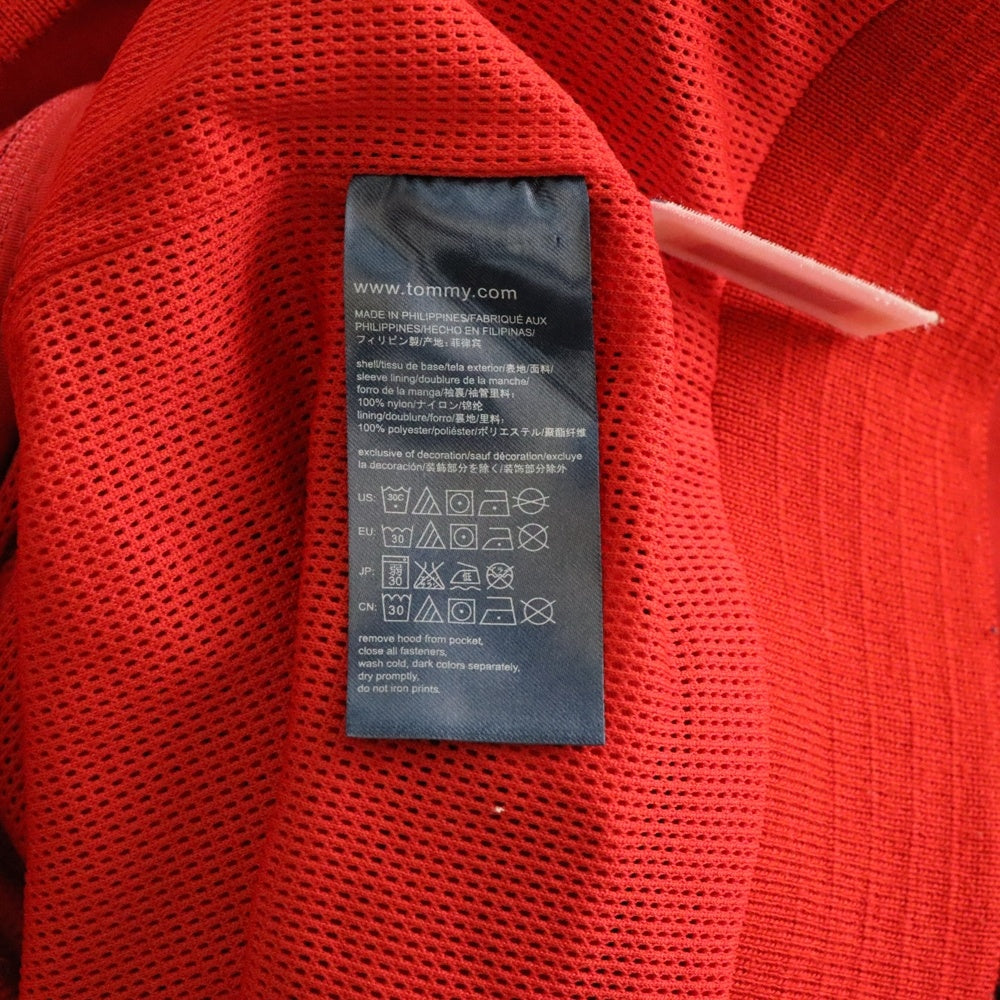 www.tommy.com
MADE IN PHILIPPINES/FABRIQUÉ AUX
PHILIPPINES/HECHO EN FILIPINAS/
フィリピン製/产地: 菲律宾
shell/tissu de base/tela exterior/表地/面料/
sleeve lining/doublure de la manche/
forro de la manga/袖裏/袖管里料:
100% nylon/ナイロン/锦纶
lining/doublure/forro/裏地/里料:
100% polyester/poliéster/ポリエステル/聚酯纤维
exclusive of decoration/sauf décoration/excluye
la decoración/装飾部分を除く/装饰部分除外
US: 30C
EU: 30
JP: 弱 30 低
CN: 30
remove hood from pocket,
close all fasteners,
wash cold, dark colors separately,
dry promptly,
do not iron prints.